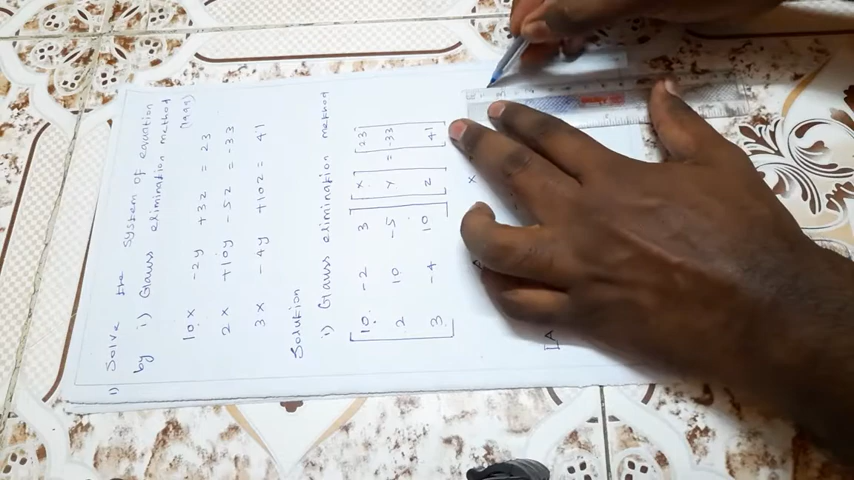 1) Solve the system of equation
by i) Gauss elimination method
10x -2y +3z = 23
2x +10y -5z = -33
3x -4y +10z = 41
Solution
i) Gauss elimination method
[10 -2 3] [x] [23]
[2 10 -5] [y] = [-33]
[3 -4 10] [z] [41]
x
[A